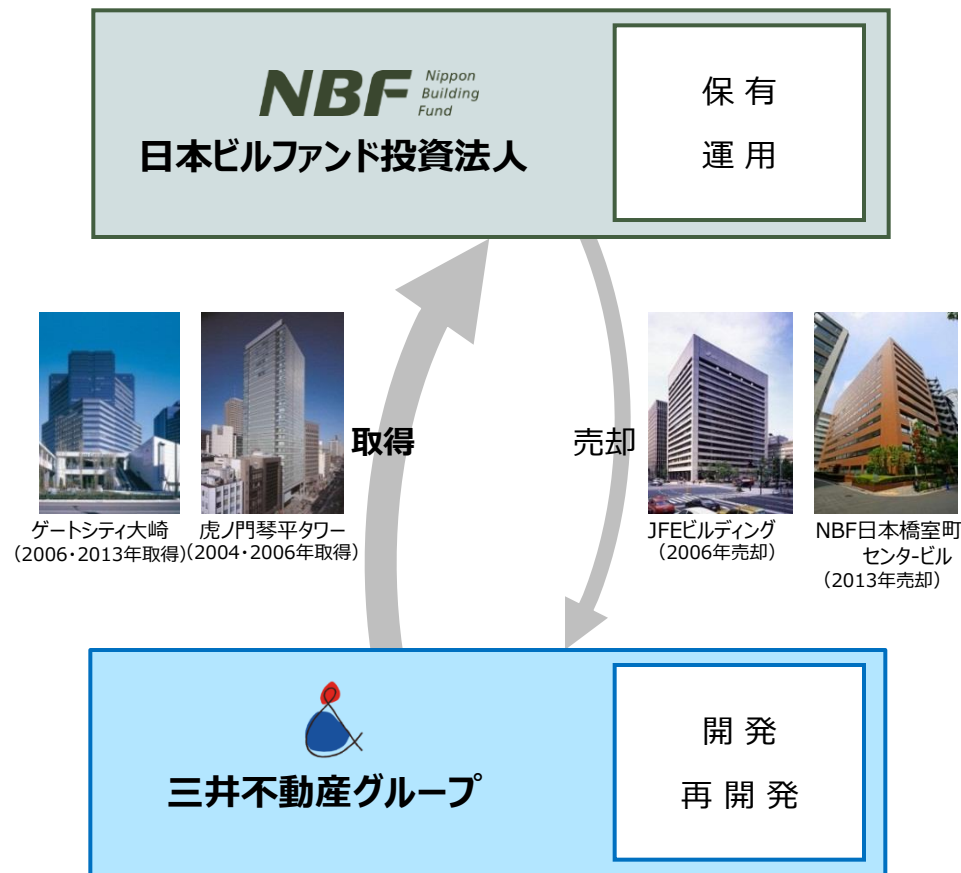 NBF Nippon
Building
Fund
日本ビルファンド投資法人
保有
運用
取得
売却
ゲートシティ大崎
(2006・2013年取得)
虎ノ門琴平タワー
(2004・2006年取得)
JFEビルディング
(2006年売却)
NBF日本橋室町
センタービル
(2013年売却)
三井不動産グループ
開発
再開発